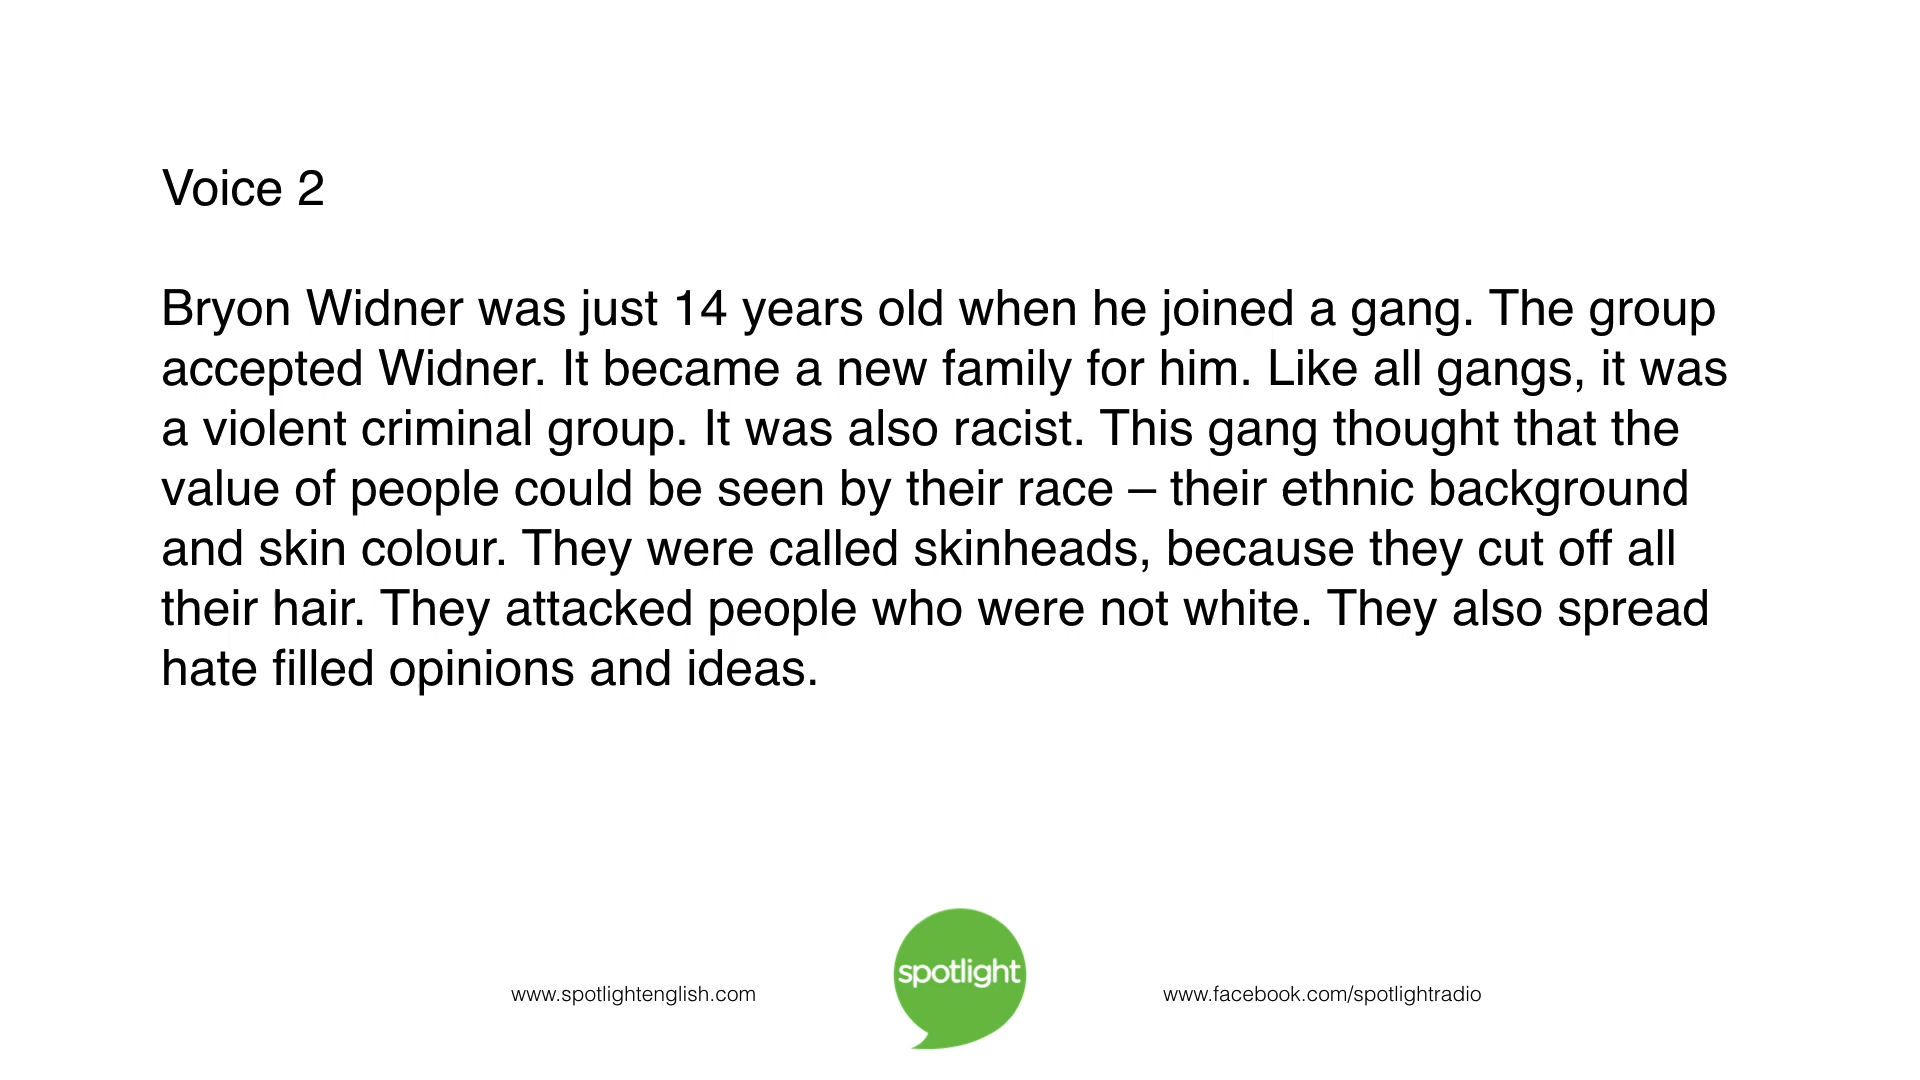 Voice 2
Bryon Widner was just 14 years old when he joined a gang. The group
accepted Widner. It became a new family for him. Like all gangs, it was
a violent criminal group. It was also racist. This gang thought that the
value of people could be seen by their race – their ethnic background
and skin colour. They were called skinheads, because they cut off all
their hair. They attacked people who were not white. They also spread
hate filled opinions and ideas.
spotlight
www.spotlightenglish.com
www.facebook.com/spotlightradio